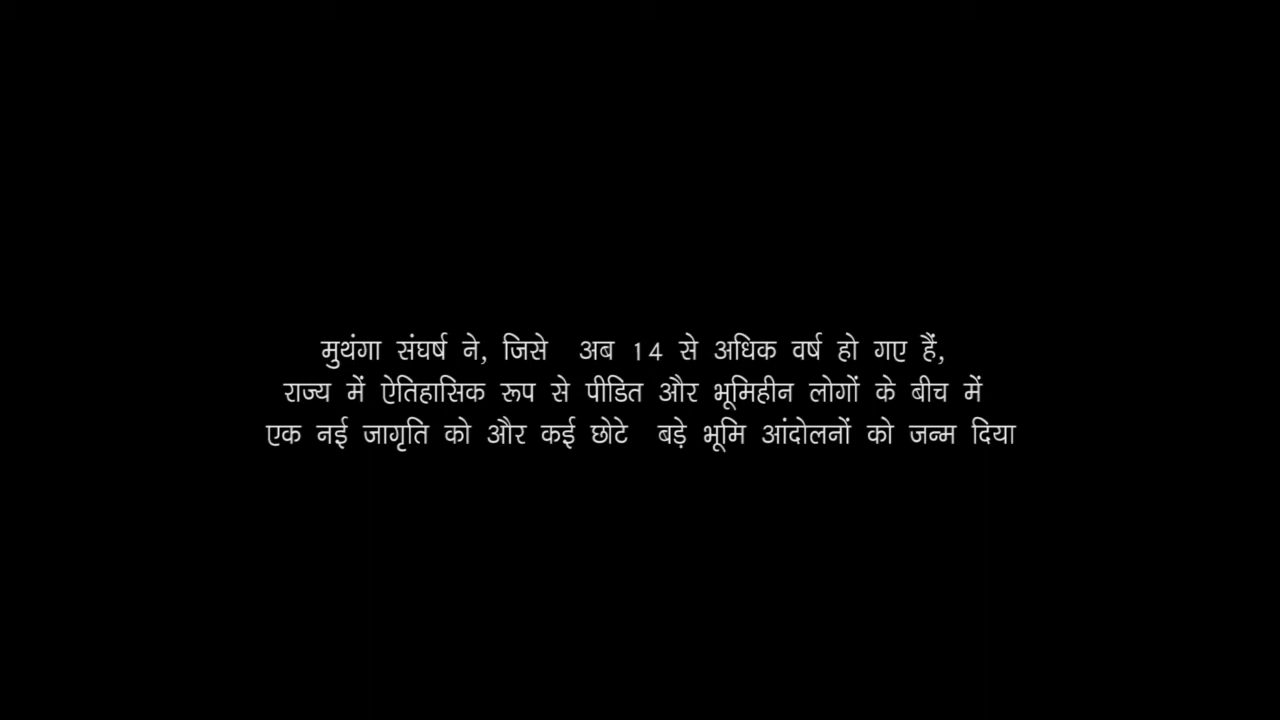 मुथंगा संघर्ष ने, जिसे अब 14 से अधिक वर्ष हो गए हैं,
राज्य में ऐतिहासिक रूप से पीडित और भूमिहीन लोगों के बीच में
एक नई जागृति को और कई छोटे बड़े भूमि आंदोलनों को जन्म दिया